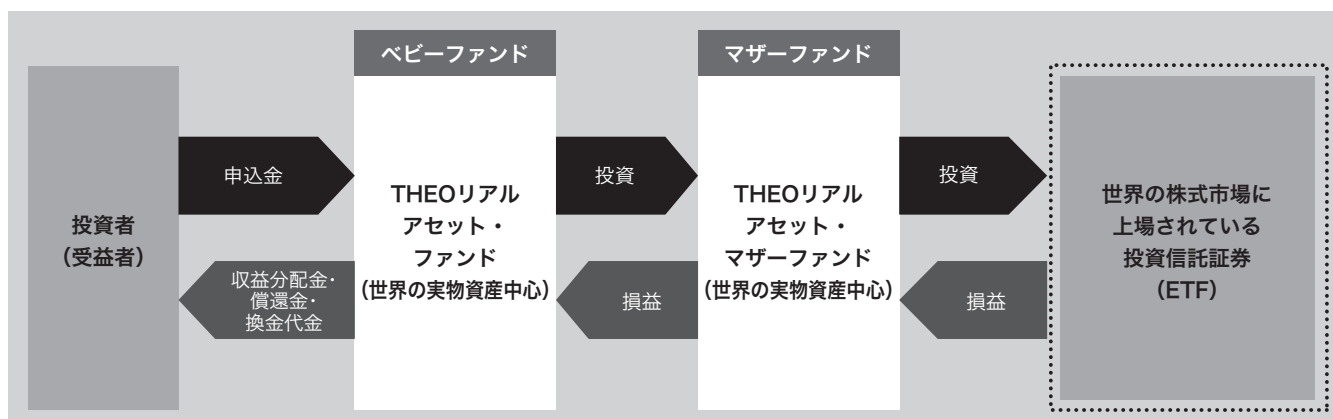 投資者
（受益者）
申込金
収益分配金・
償還金・
換金代金
ベビーファンド
THEOリアル
アセット・
ファンド
（世界の実物資産中心）
投資
損益
マザーファンド
THEOリアル
アセット・
マザーファンド
（世界の実物資産中心）
投資
損益
世界の株式市場に
上場されている
投資信託証券
（ETF）